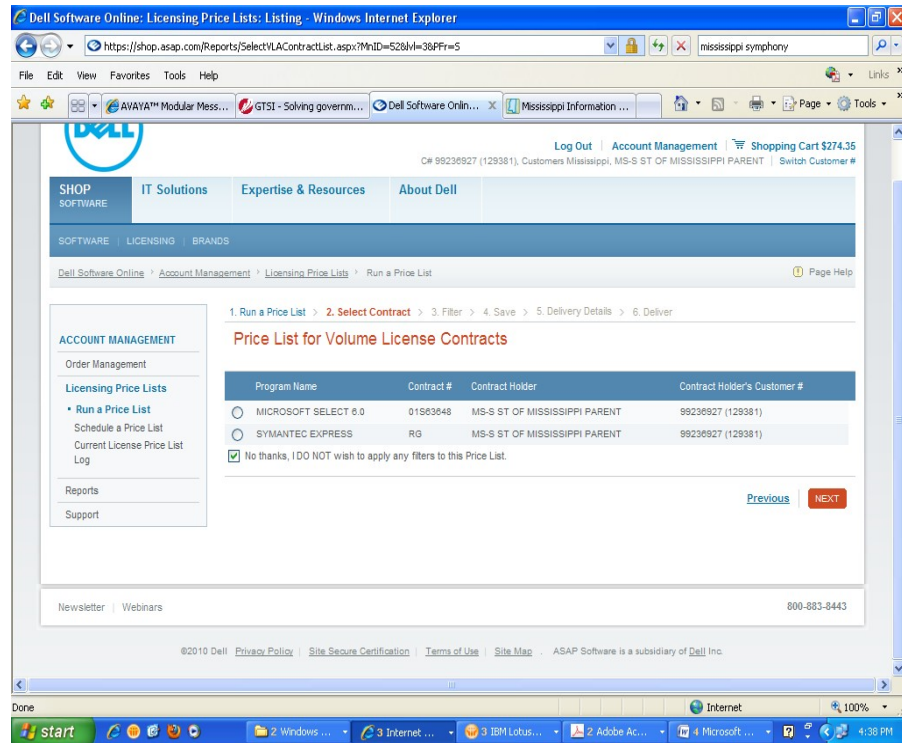 Dell Software Online: Licensing Price Lists: Listing - Windows Internet Explorer
https://shop.asap.com/Reports/SelectVLAContractList.aspx?MnID=52&lvl=3&PFr=S
mississippi symphony
File Edit View Favorites Tools Help
Links »
AVAYA™ Modular Mess... GTSI - Solving governm... Dell Software Onlin... X Mississippi Information ... Page Tools »
DELL
Log Out | Account Management | Shopping Cart $274.35
C# 99236927 (129381), Customers Mississippi, MS-S ST OF MISSISSIPPI PARENT | Switch Customer #
SHOP IT Solutions Expertise & Resources About Dell
SOFTWARE
SOFTWARE | LICENSING | BRANDS
Dell Software Online > Account Management > Licensing Price Lists > Run a Price List
Page Help
1. Run a Price List > 2. Select Contract > 3. Filter > 4. Save > 5. Delivery Details > 6. Deliver
ACCOUNT MANAGEMENT
Order Management
Licensing Price Lists
• Run a Price List
Schedule a Price List
Current License Price List
Log
Reports
Support
Price List for Volume License Contracts
Program Name Contract # Contract Holder Contract Holder's Customer #
MICROSOFT SELECT 6.0 01S63648 MS-S ST OF MISSISSIPPI PARENT 99236927 (129381)
SYMANTEC EXPRESS RG MS-S ST OF MISSISSIPPI PARENT 99236927 (129381)
No thanks, I DO NOT wish to apply any filters to this Price List.
Previous | NEXT
Newsletter | Webinars
800-883-8443
©2010 Dell Privacy Policy | Site Secure Certification | Terms of Use | Site Map . ASAP Software is a subsidiary of Dell Inc.
Done Internet 100%
start 2 Windows ... 3 Internet ... 3 IBM Lotus... 2 Adobe Ac... 4 Microsoft ... 4:38 PM